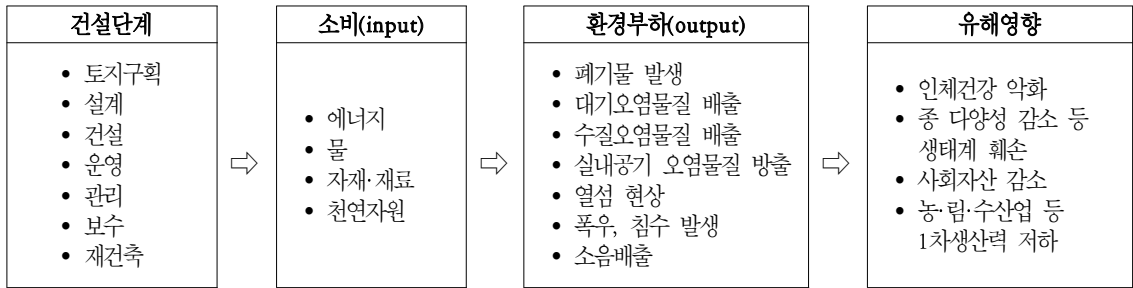 건설단계
• 토지구획
• 설계
• 건설
• 운영
• 관리
• 보수
• 재건축
⇨
소비(input)
• 에너지
• 물
• 자재·재료
• 천연자원
⇨
환경부하(output)
• 폐기물 발생
• 대기오염물질 배출
• 수질오염물질 배출
• 실내공기 오염물질 방출
• 열섬 현상
• 폭우, 침수 발생
• 소음배출
⇨
유해영향
• 인체건강 악화
• 종 다양성 감소 등
생태계 훼손
• 사회자산 감소
• 농·림·수산업 등
1차생산력 저하